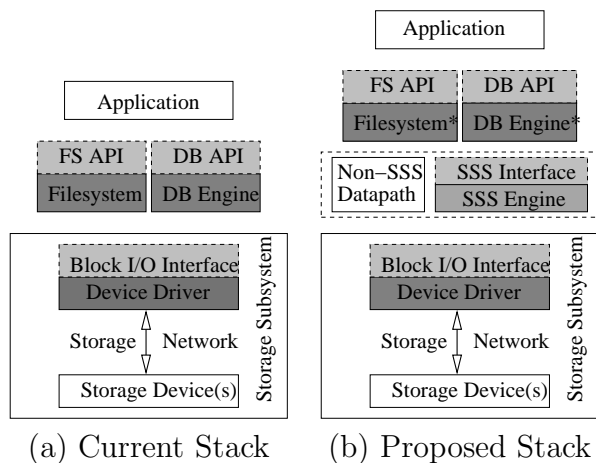 Application
FS API DB API
Filesystem DB Engine
Block I/O Interface
Device Driver
Storage Network
Storage Device(s)
Storage Subsystem
(a) Current Stack
Application
FS API DB API
Filesystem* DB Engine*
Non−SSS
Datapath
SSS Interface
SSS Engine
Block I/O Interface
Device Driver
Storage Network
Storage Device(s)
Storage Subsystem
(b) Proposed Stack